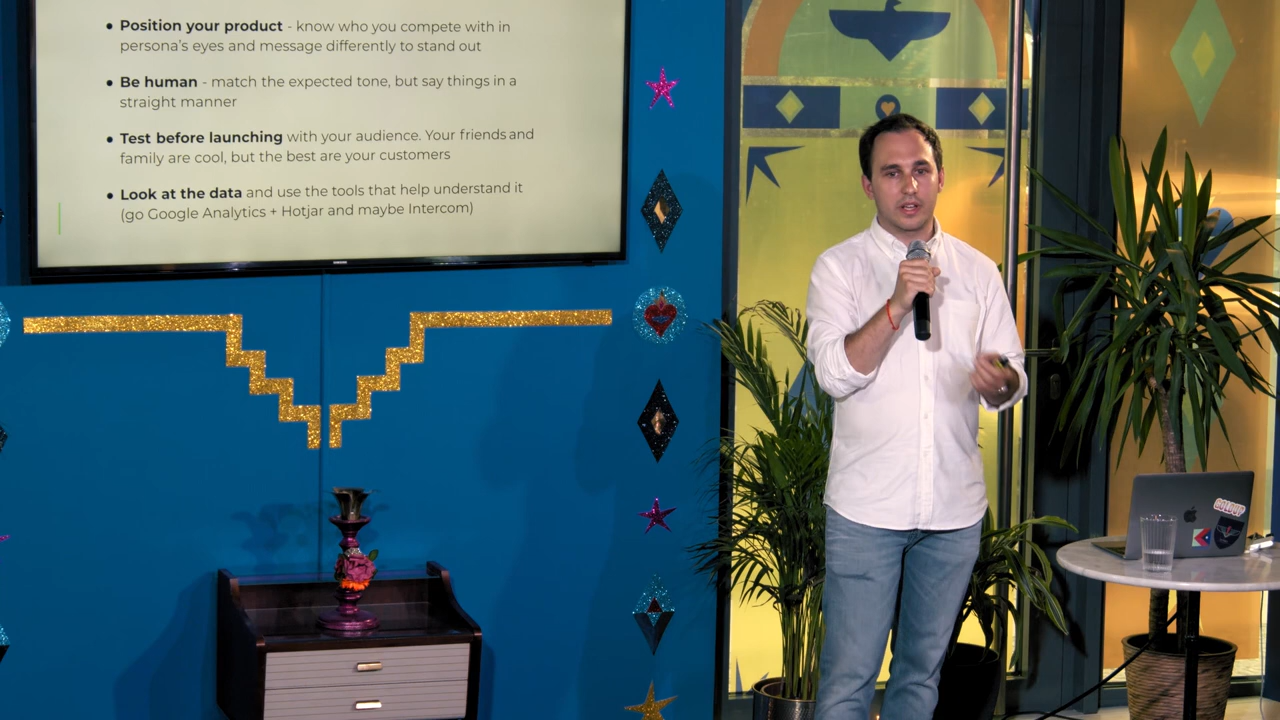 • Position your product - know who you compete with in
persona's eyes and message differently to stand out
• Be human - match the expected tone, but say things in a
straight manner
• Test before launching with your audience. Your friends and
family are cool, but the best are your customers
• Look at the data and use the tools that help understand it
(go Google Analytics + Hotjar and maybe Intercom)
SAMSUNG